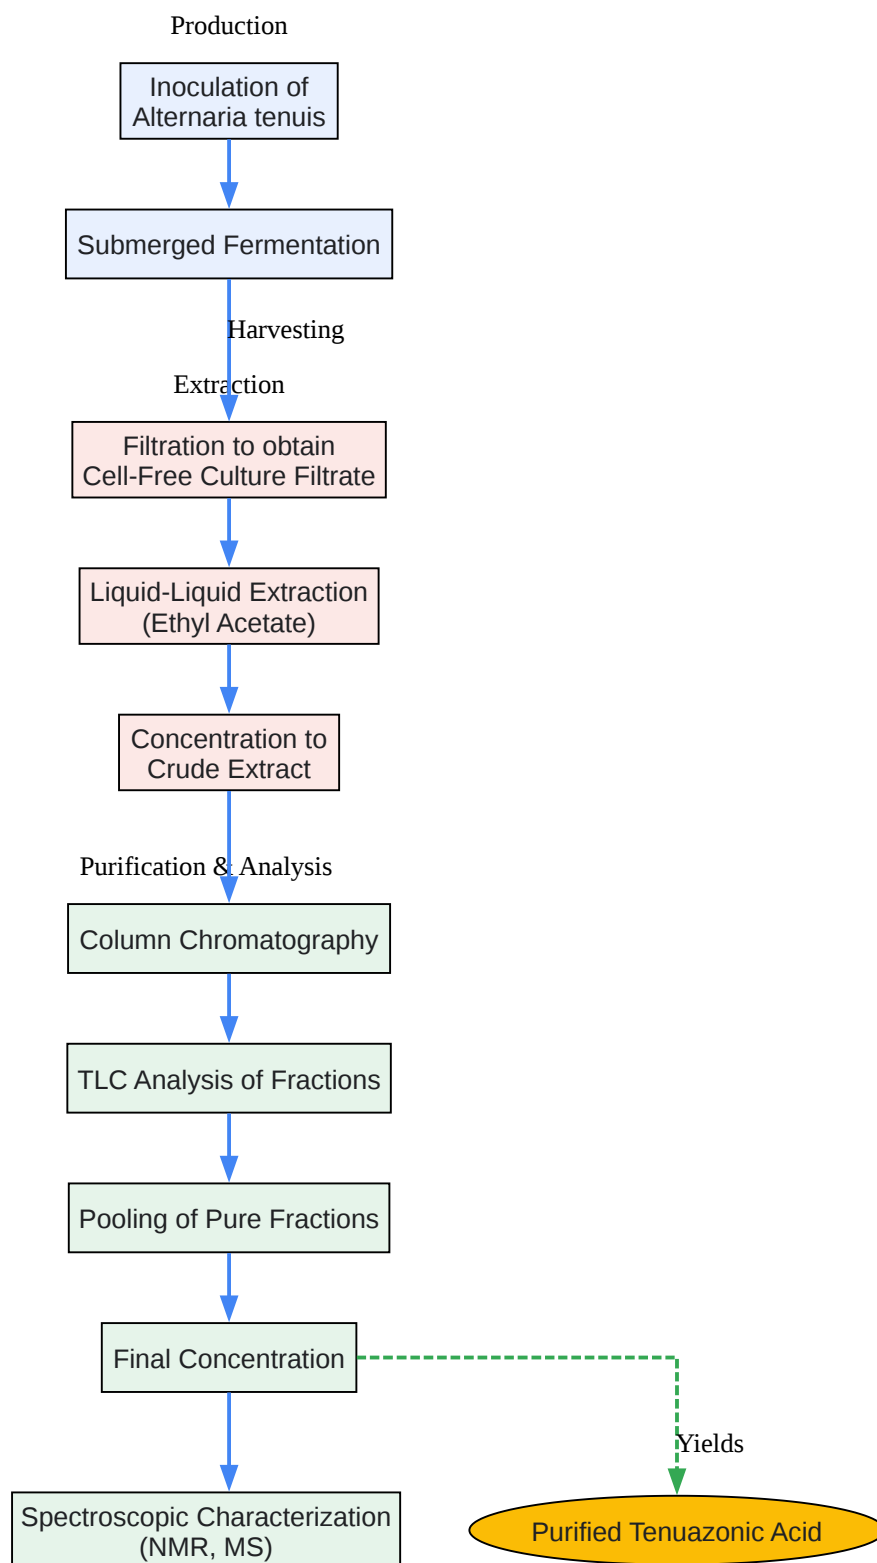 Production
Inoculation of
Alternaria tenuis
Submerged Fermentation
Harvesting
Extraction
Filtration to obtain
Cell-Free Culture Filtrate
Liquid-Liquid Extraction
(Ethyl Acetate)
Concentration to
Crude Extract
Purification & Analysis
Column Chromatography
TLC Analysis of Fractions
Pooling of Pure Fractions
Final Concentration
Yields
Spectroscopic Characterization
(NMR, MS)
Purified Tenuazonic Acid